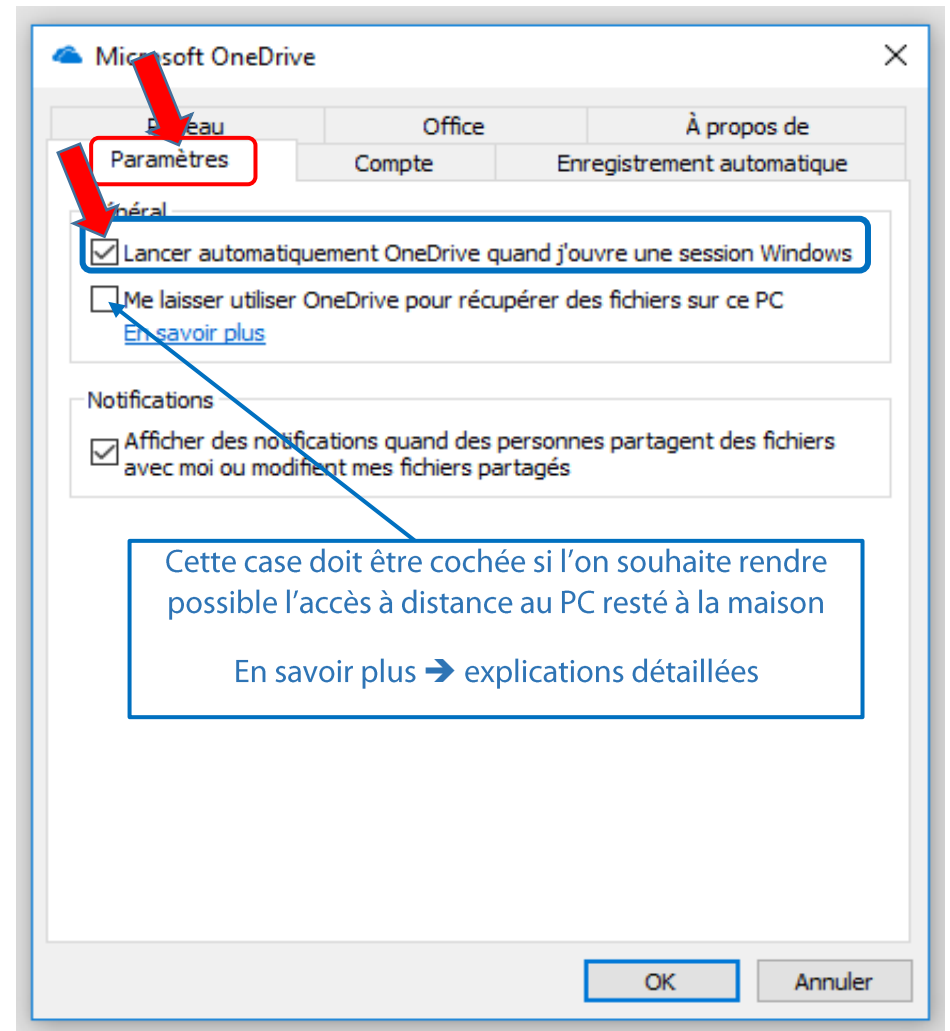 Microsoft OneDrive
Réseau Office À propos de
Paramètres Compte Enregistrement automatique
Général
Lancer automatiquement OneDrive quand j'ouvre une session Windows
Me laisser utiliser OneDrive pour récupérer des fichiers sur ce PC
En savoir plus
Notifications
Afficher des notifications quand des personnes partagent des fichiers
avec moi ou modifient mes fichiers partagés
Cette case doit être cochée si l’on souhaite rendre
possible l’accès à distance au PC resté à la maison
En savoir plus ➔ explications détaillées
OK Annuler